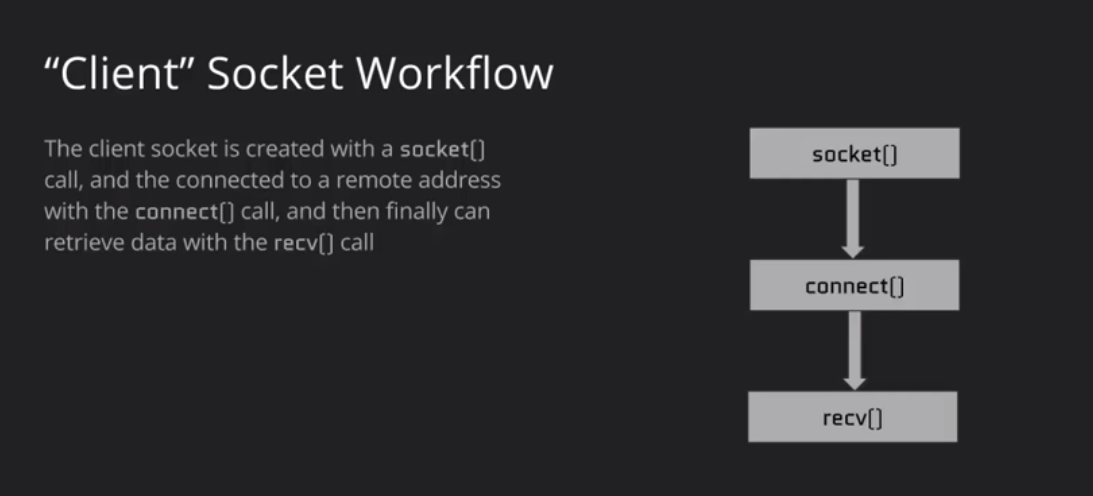 “Client” Socket Workflow
The client socket is created with a socket()
call, and the connected to a remote address
with the connect() call, and then finally can
retrieve data with the recv() call
socket()
connect()
recv()